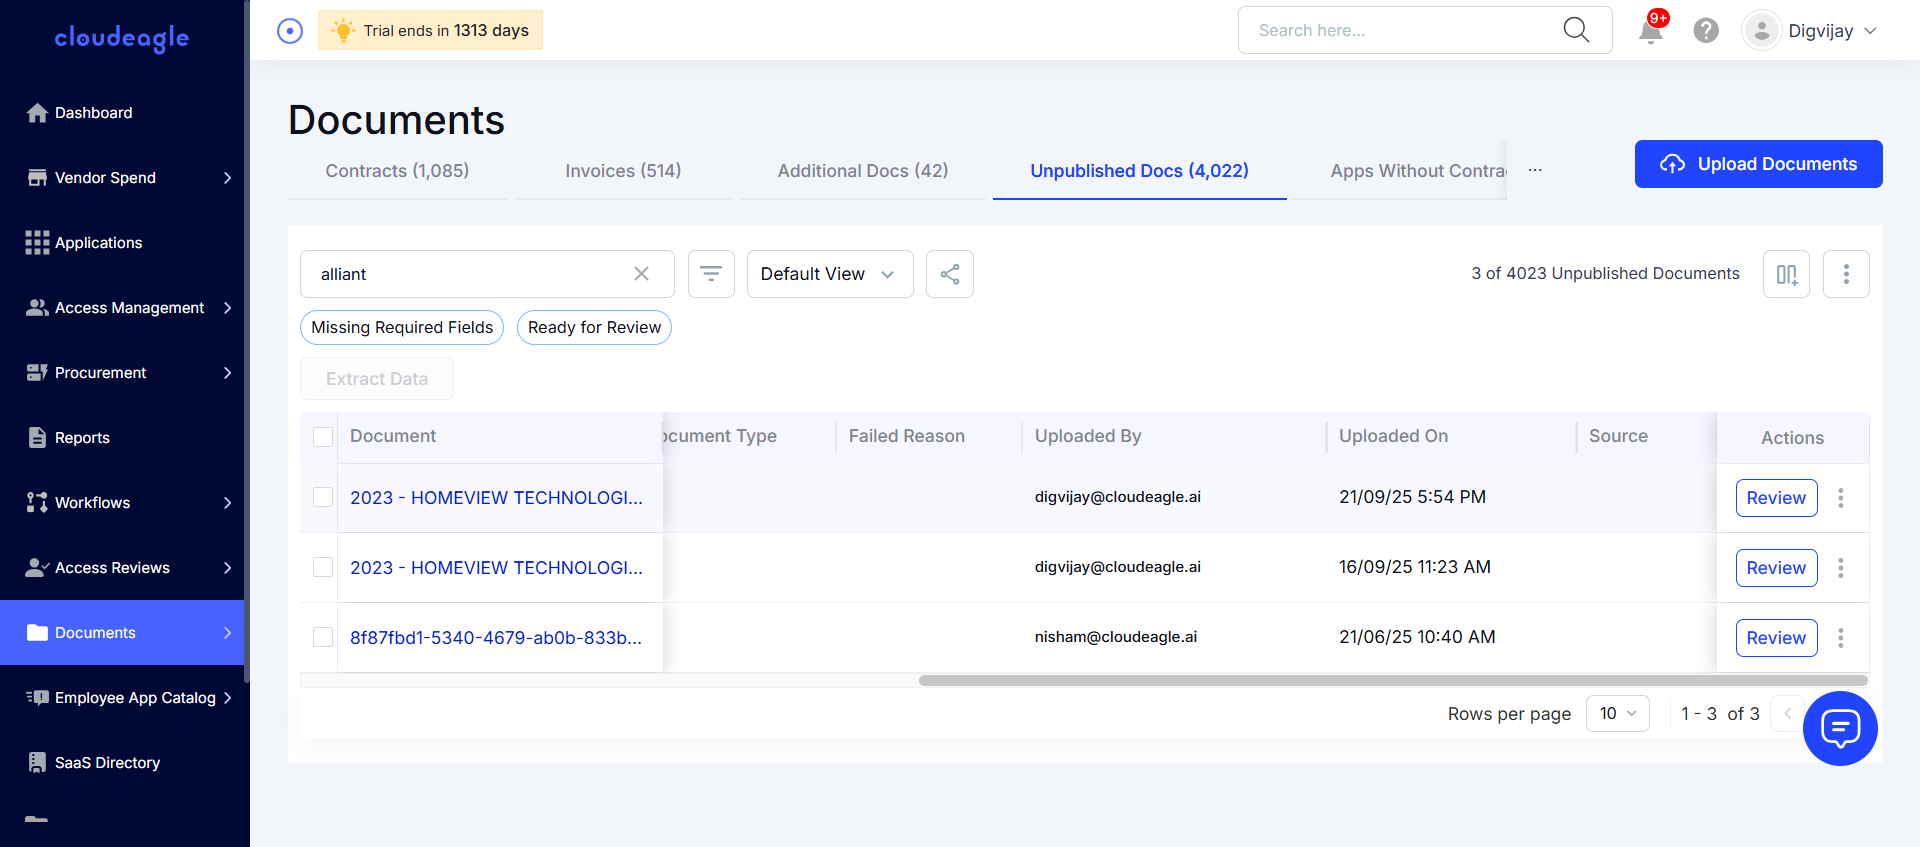 cloudeagle
Trial ends in 1313 days
Search here...
9+
Digvijay
Dashboard
Vendor Spend
Applications
Access Management
Procurement
Reports
Workflows
Access Reviews
Documents
Employee App Catalog
SaaS Directory
Documents
Contracts (1,085)
Invoices (514)
Additional Docs (42)
Unpublished Docs (4,022)
Apps Without Contra
...
Upload Documents
alliant
Default View
3 of 4023 Unpublished Documents
Missing Required Fields
Ready for Review
Extract Data
Document
ocument Type
Failed Reason
Uploaded By
Uploaded On
Source
Actions
2023 - HOMEVIEW TECHNOLOGI...
digvijay@cloudeagle.ai
21/09/25 5:54 PM
Review
2023 - HOMEVIEW TECHNOLOGI...
digvijay@cloudeagle.ai
16/09/25 11:23 AM
Review
8f87fbd1-5340-4679-ab0b-833b...
nisham@cloudeagle.ai
21/06/25 10:40 AM
Review
Rows per page
10
1 - 3 of 3